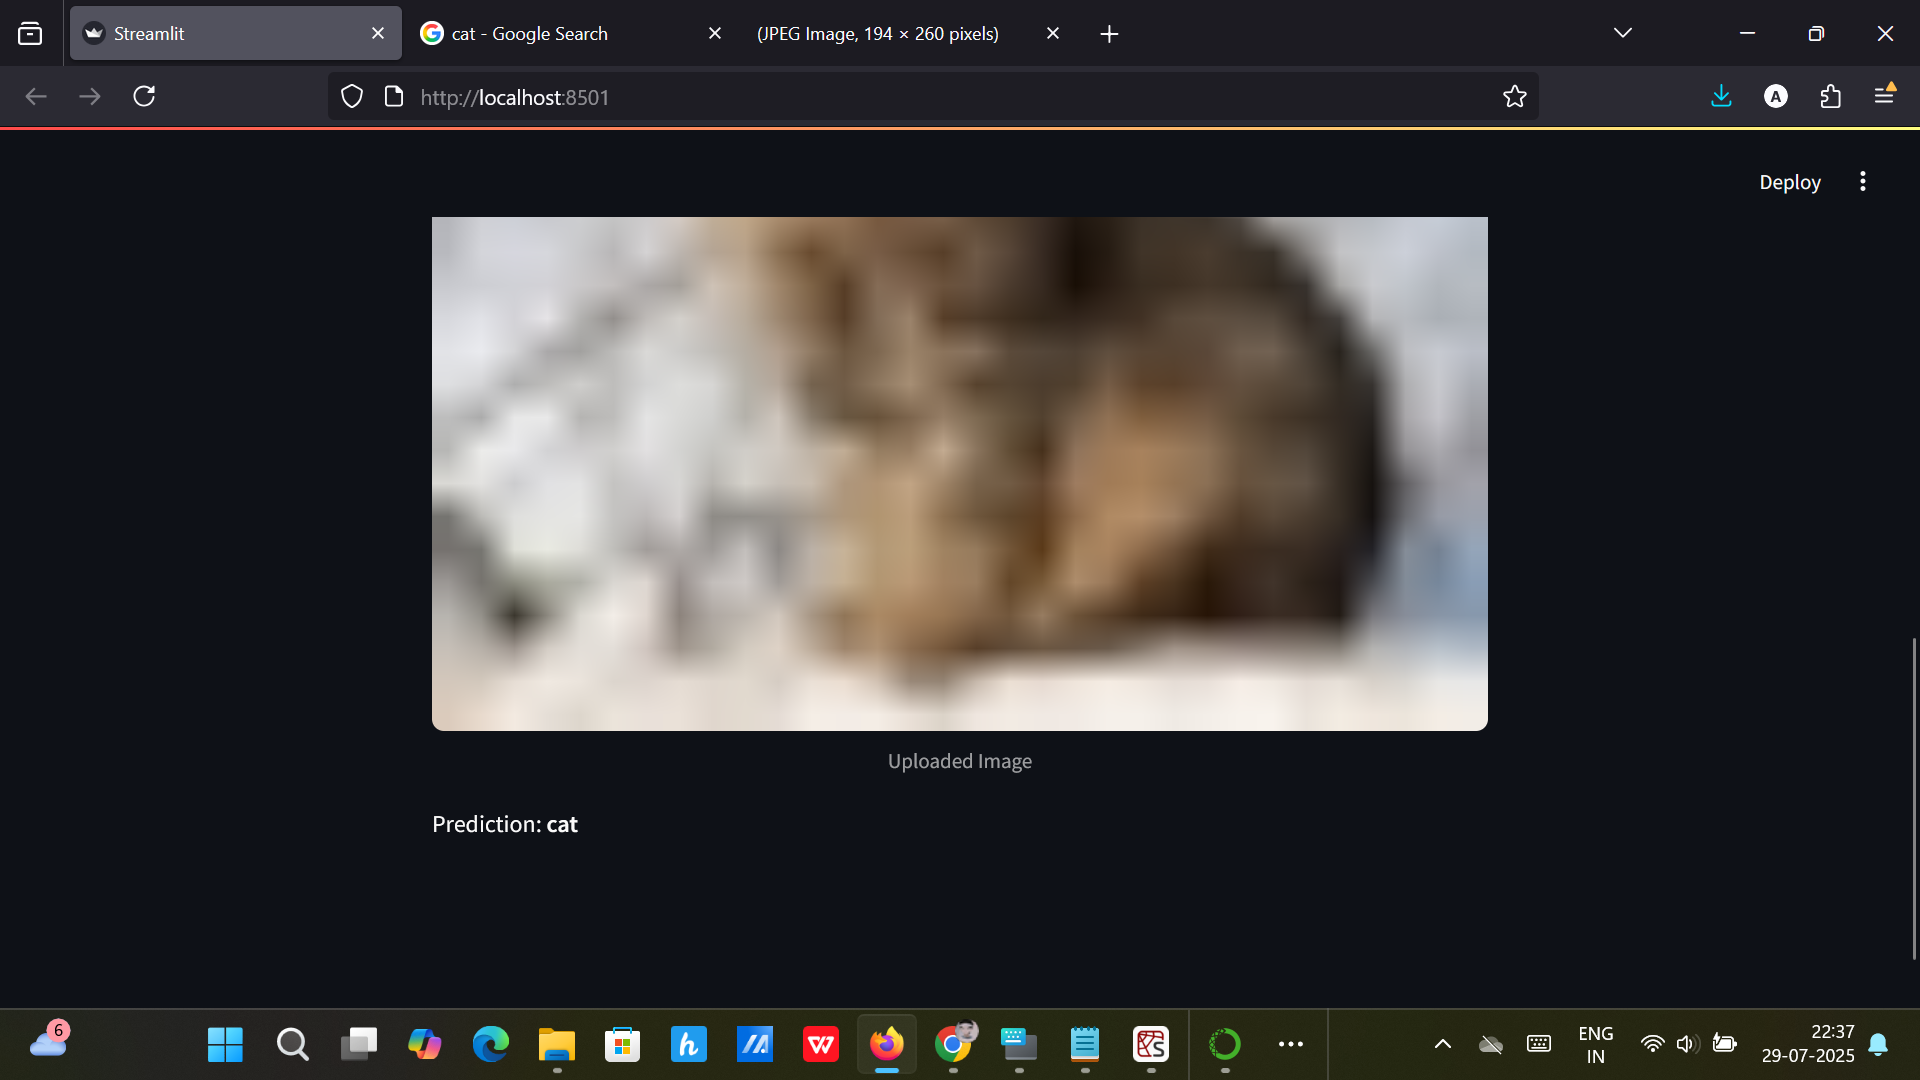 Streamlit
cat - Google Search
(JPEG Image, 194 × 260 pixels)
http://localhost:8501
A
Deploy
Uploaded Image
Prediction: cat
6
h
W
ENG
IN
22:37
29-07-2025